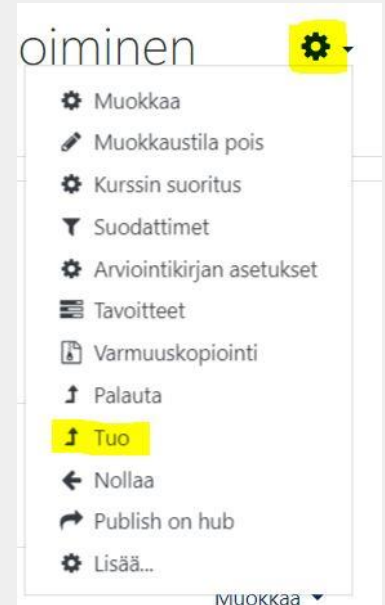 oiminen
Muokkaa
Muokkaustila pois
Kurssin suoritus
Suodattimet
Arviointikirjan asetukset
Tavoitteet
Varmuuskopiointi
Palauta
Tuo
Nollaa
Publish on hub
Lisää...
Muokkaa